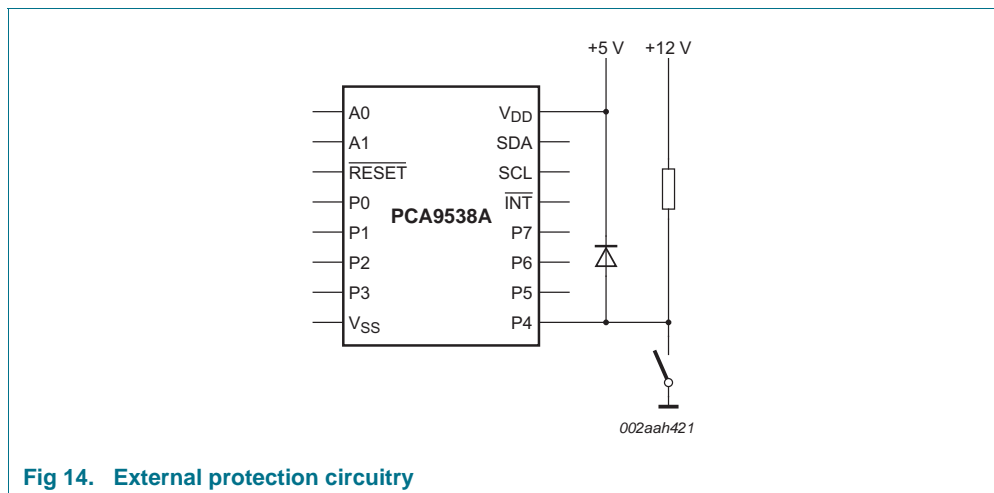 +5 V +12 V
A0 VDD
A1 SDA
RESET SCL
P0 INT
PCA9538A
P1 P7
P2 P6
P3 P5
VSS P4
002aah421
Fig 14. External protection circuitry